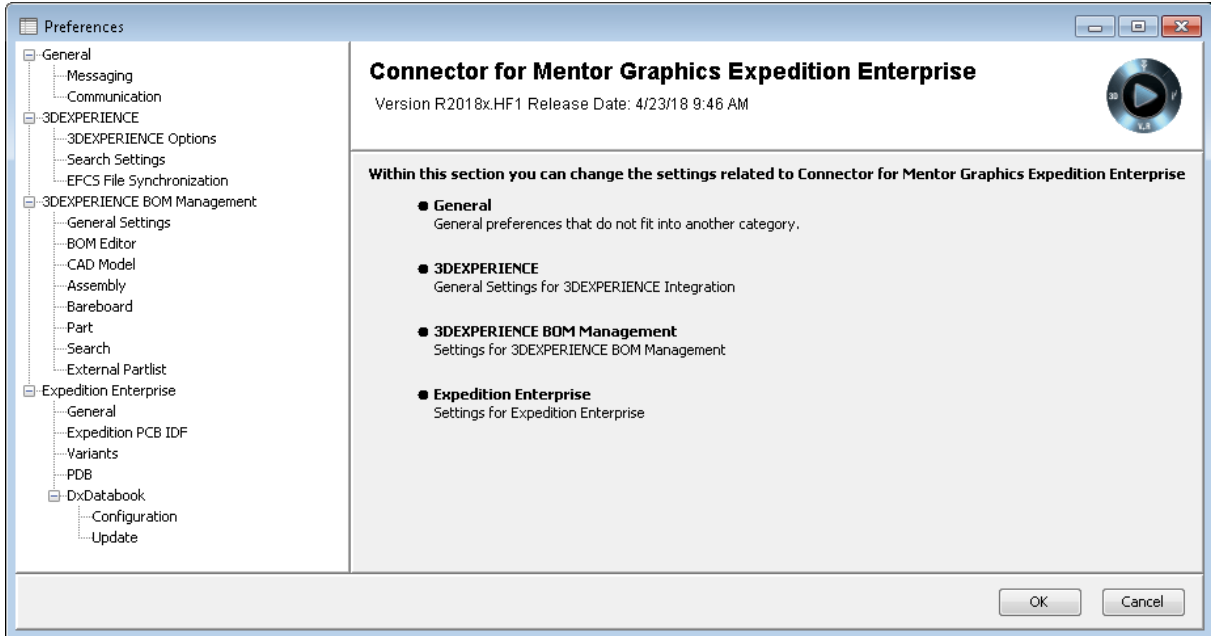 Preferences
General
Messaging
Communication
3DEXPERIENCE
3DEXPERIENCE Options
Search Settings
EFCS File Synchronization
3DEXPERIENCE BOM Management
General Settings
BOM Editor
CAD Model
Assembly
Bareboard
Part
Search
External Partlist
Expedition Enterprise
General
Expedition PCB IDF
Variants
PDB
DxDatabook
Configuration
Update
Connector for Mentor Graphics Expedition Enterprise
Version R2018x.HF1 Release Date: 4/23/18 9:46 AM
3D
V.R
Within this section you can change the settings related to Connector for Mentor Graphics Expedition Enterprise
● General
General preferences that do not fit into another category.
● 3DEXPERIENCE
General Settings for 3DEXPERIENCE Integration
● 3DEXPERIENCE BOM Management
Settings for 3DEXPERIENCE BOM Management
● Expedition Enterprise
Settings for Expedition Enterprise
OK
Cancel